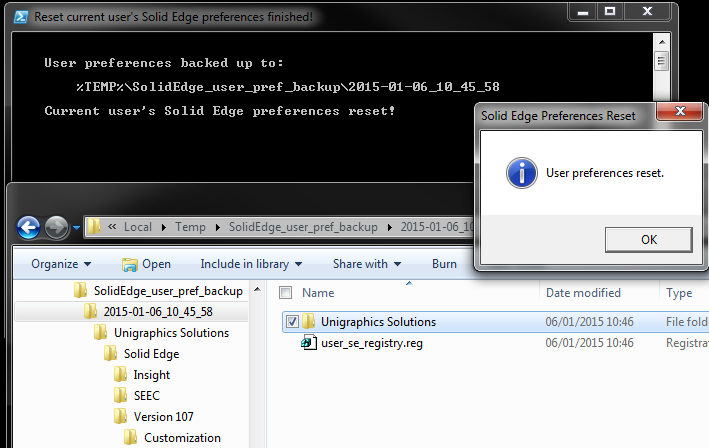 Reset current user's Solid Edge preferences finished!
User preferences backed up to:
%TEMP%\SolidEdge_user_pref_backup\2015-01-06_10_45_58
Current user's Solid Edge preferences reset!
Solid Edge Preferences Reset
User preferences reset.
OK
« Local Temp SolidEdge_user_pref_backup 2015-01-06_10
Organize Open Include in library Share with Burn
SolidEdge_user_pref_backup
2015-01-06_10_45_58
Unigraphics Solutions
Solid Edge
Insight
SEEC
Version 107
Customization
Name Date modified Type
Unigraphics Solutions 06/01/2015 10:46 File fold
user_se_registry.reg 06/01/2015 10:46 Registra